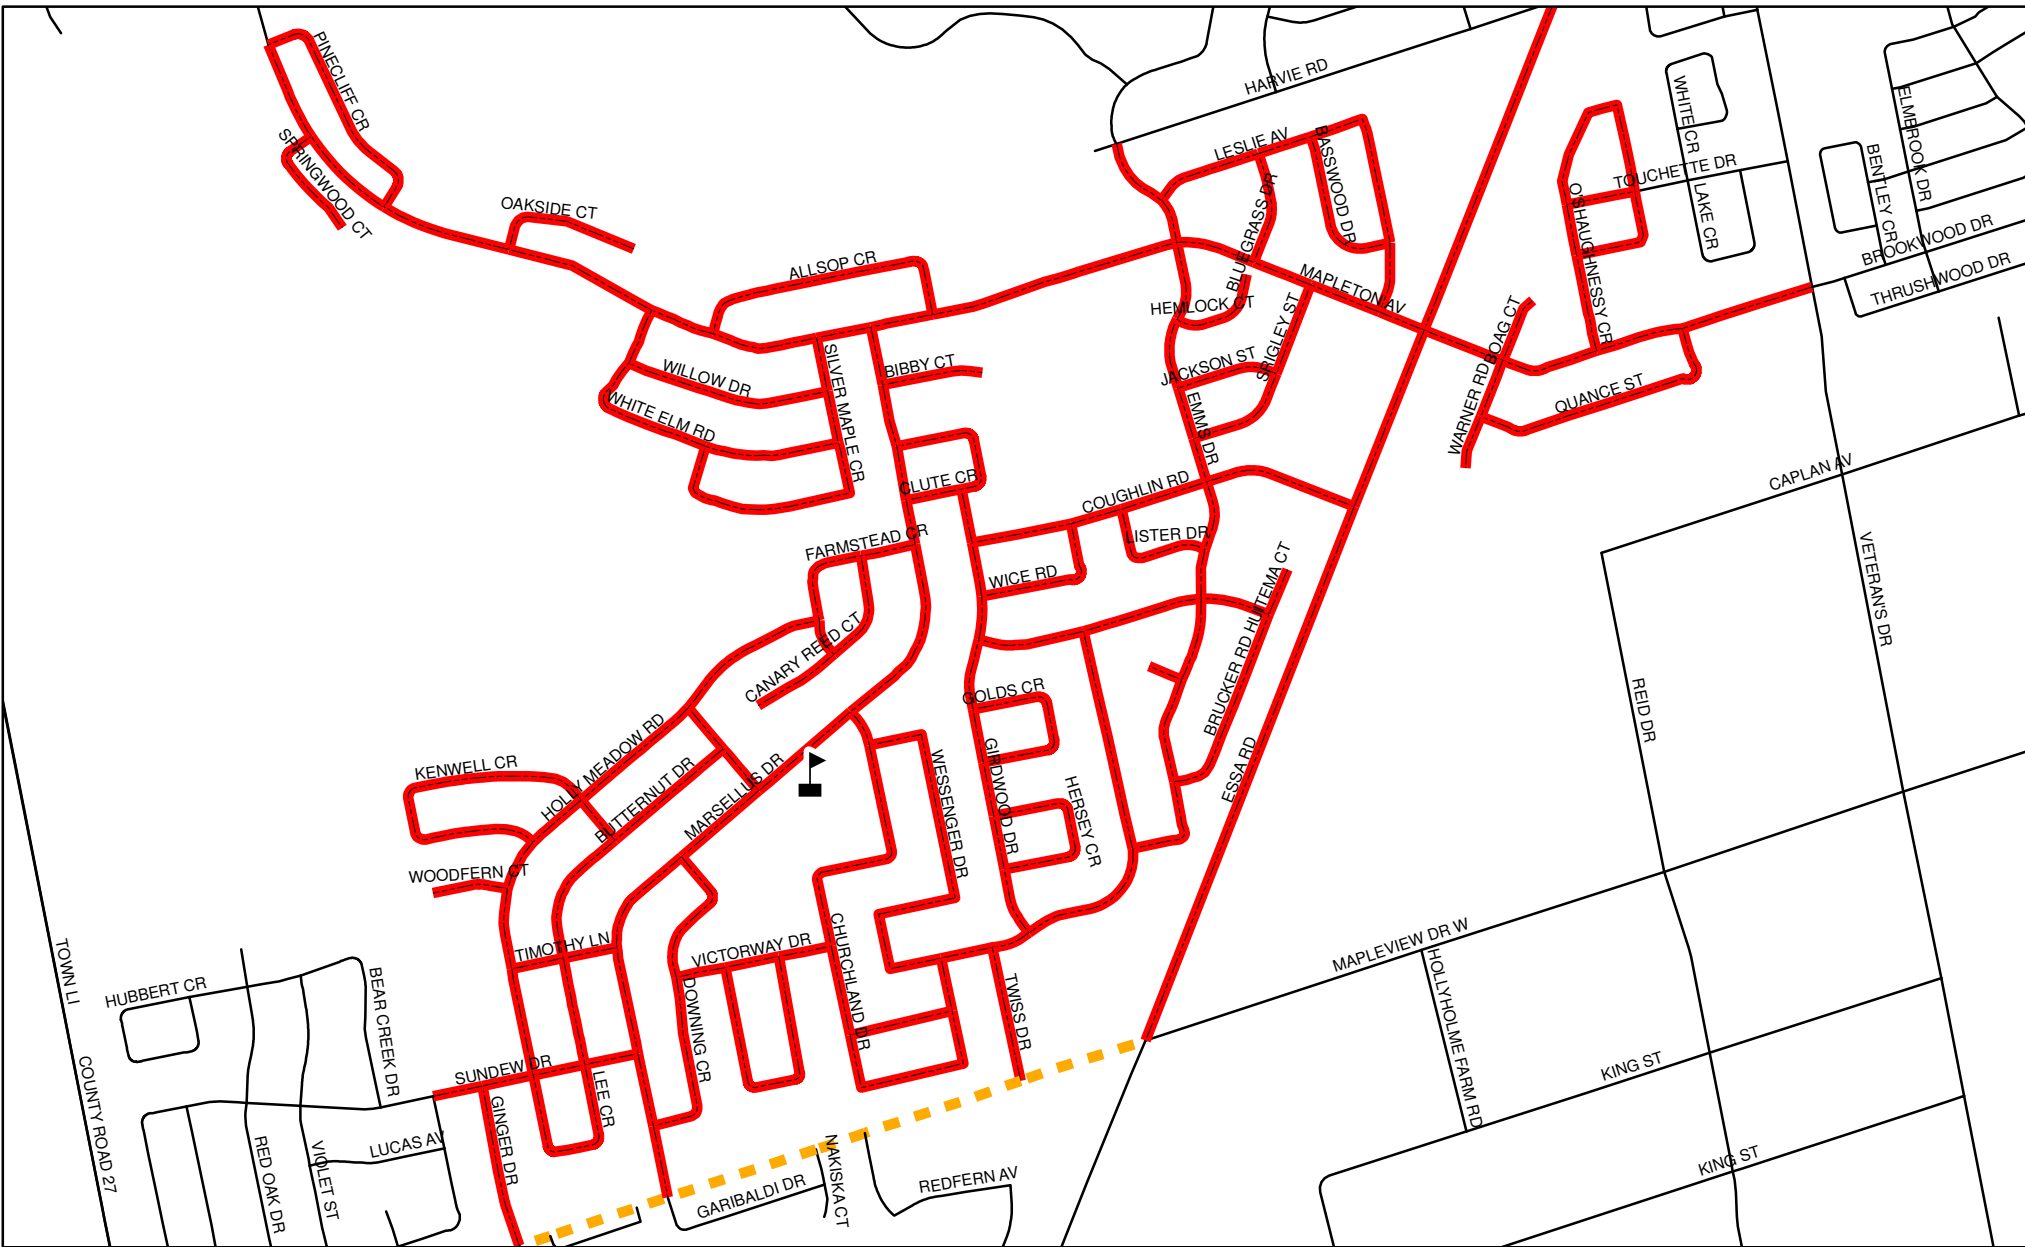 PINECLIFF CR
SPRINGWOOD CT
OAKSIDE CT
ALLSOP CR
HARVIE RD
LESLIE AV
BASSWOOD DR
BLUEGRASS DR
HEMLOCK CT
MAPLETON AV
SRIGLEY ST
JACKSON ST
EMMS DR
WHITE CR
TOUCHETTE DR
LAKE CR
O'SHAUGHNESSY CR
ELMBROOK DR
BENTLEY CR
BROOKWOOD DR
THRUSHWOOD DR
WARNER RD
BOAG CT
QUANCE ST
WILLOW DR
WHITE ELM RD
SILVER MAPLE CR
BIBBY CT
CLUTE CR
COUGHLIN RD
LISTER DR
WICE RD
FARMSTEAD CR
CANARY REED CT
CAPLAN AV
VETERAN'S DR
REID DR
HUITEMA CT
BRUCKER RD
ESSA RD
GOLDS CR
GIRDWOOD DR
HERSEY CR
WESSENGER DR
KENWELL CR
HOLLY MEADOW RD
BUTTERNUT DR
MARSELLUS DR
WOODFERN CT
TIMOTHY LN
VICTORWAY DR
CHURCHLAND DR
TWISS DR
DOWNING CR
MAPLEVIEW DR W
HOLLYHOLME FARM RD
KING ST
KING ST
TOWN LI
COUNTY ROAD 27
HUBBERT CR
BEAR CREEK DR
SUNDEW DR
LEE CR
GINGER DR
LUCAS AV
RED OAK DR
VIOLET ST
GARIBALDI DR
NAKISKA CT
REDFERN AV